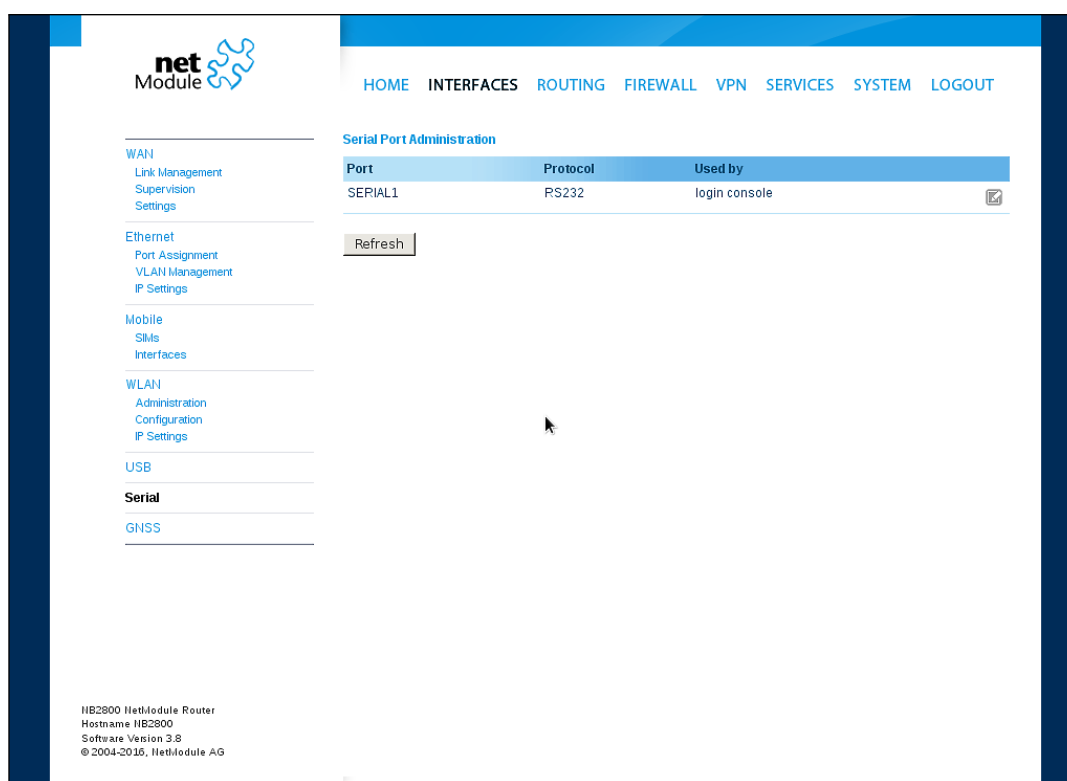 net
Module
HOME INTERFACES ROUTING FIREWALL VPN SERVICES SYSTEM LOGOUT
WAN
Link Management
Supervision
Settings
Ethernet
Port Assignment
VLAN Management
IP Settings
Mobile
SIMs
Interfaces
WLAN
Administration
Configuration
IP Settings
USB
Serial
GNSS
Serial Port Administration
Port Protocol Used by
SERIAL1 RS232 login console
Refresh
NB2800 NetModule Router
Hostname NB2800
Software Version 3.8
© 2004-2016, NetModule AG